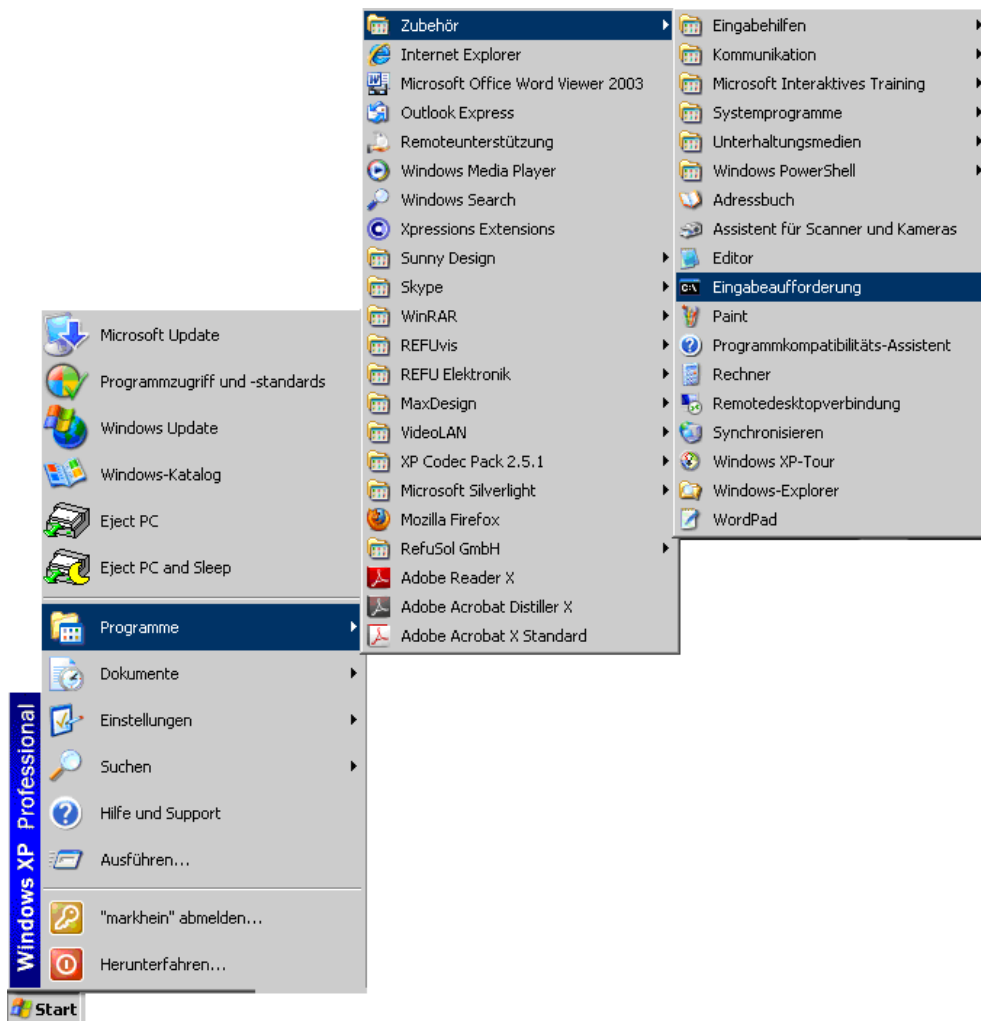 Microsoft Update
Programmzugriff und -standards
Windows Update
Windows-Katalog
Eject PC
Eject PC and Sleep
Programme
Dokumente
Einstellungen
Suchen
Hilfe und Support
Ausführen...
"markhein" abmelden...
Herunterfahren...
Windows XP Professional
Start
Zubehör
Internet Explorer
Microsoft Office Word Viewer 2003
Outlook Express
Remoteunterstützung
Windows Media Player
Windows Search
Xpressions Extensions
Sunny Design
Skype
WinRAR
REFUvis
REFU Elektronik
MaxDesign
VideoLAN
XP Codec Pack 2.5.1
Microsoft Silverlight
Mozilla Firefox
RefuSol GmbH
Adobe Reader X
Adobe Acrobat Distiller X
Adobe Acrobat X Standard
Eingabehilfen
Kommunikation
Microsoft Interaktives Training
Systemprogramme
Unterhaltungsmedien
Windows PowerShell
Adressbuch
Assistent für Scanner und Kameras
Editor
Eingabeaufforderung
Paint
Programmkompatibilitäts-Assistent
Rechner
Remotedesktopverbindung
Synchronisieren
Windows XP-Tour
Windows-Explorer
WordPad